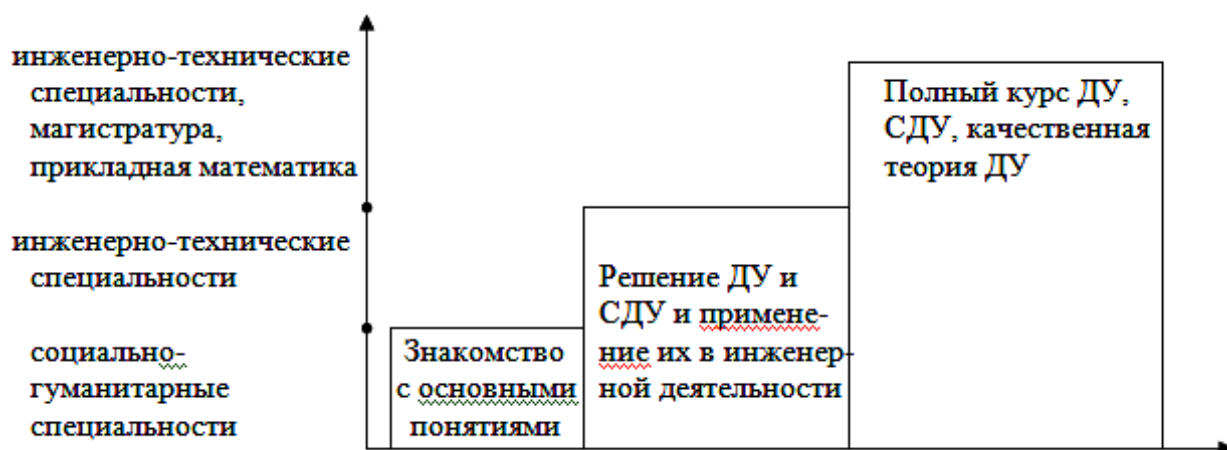 инженерно-технические
специальности,
магистратура,
прикладная математика
инженерно-технические
специальности
социально-
гуманитарные
специальности
Знакомство
с основными
понятиями
Решение ДУ и
СДУ и примене-
ние их в инженер-
ной деятельности
Полный курс ДУ,
СДУ, качественная
теория ДУ